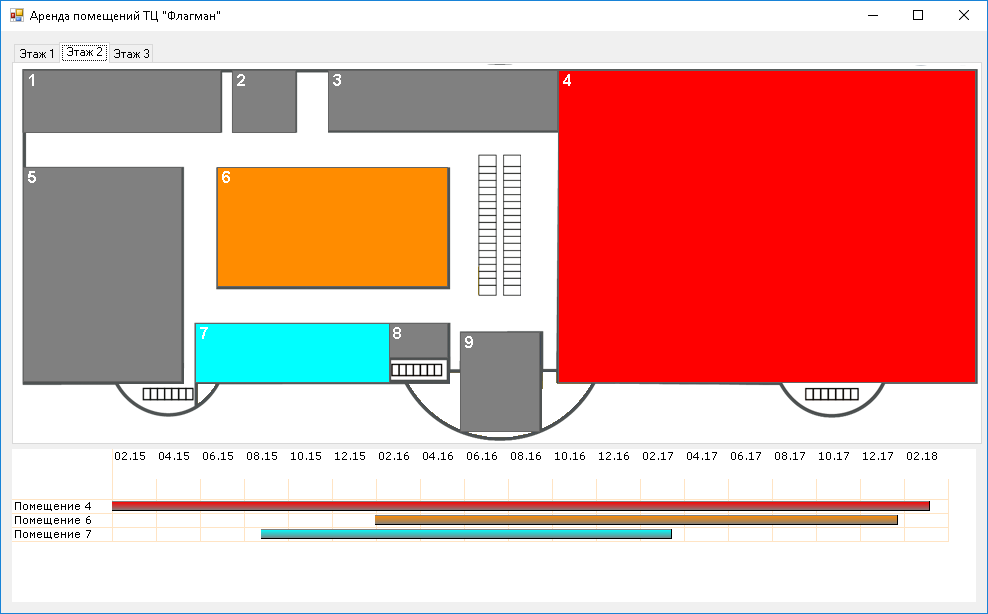 Аренда помещений ТЦ "Флагман"
Этаж 1 Этаж 2 Этаж 3
1 2 3 4
5 6
7 8 9
02.15 04.15 06.15 08.15 10.15 12.15 02.16 04.16 06.16 08.16 10.16 12.16 02.17 04.17 06.17 08.17 10.17 12.17 02.18
Помещение 4
Помещение 6
Помещение 7